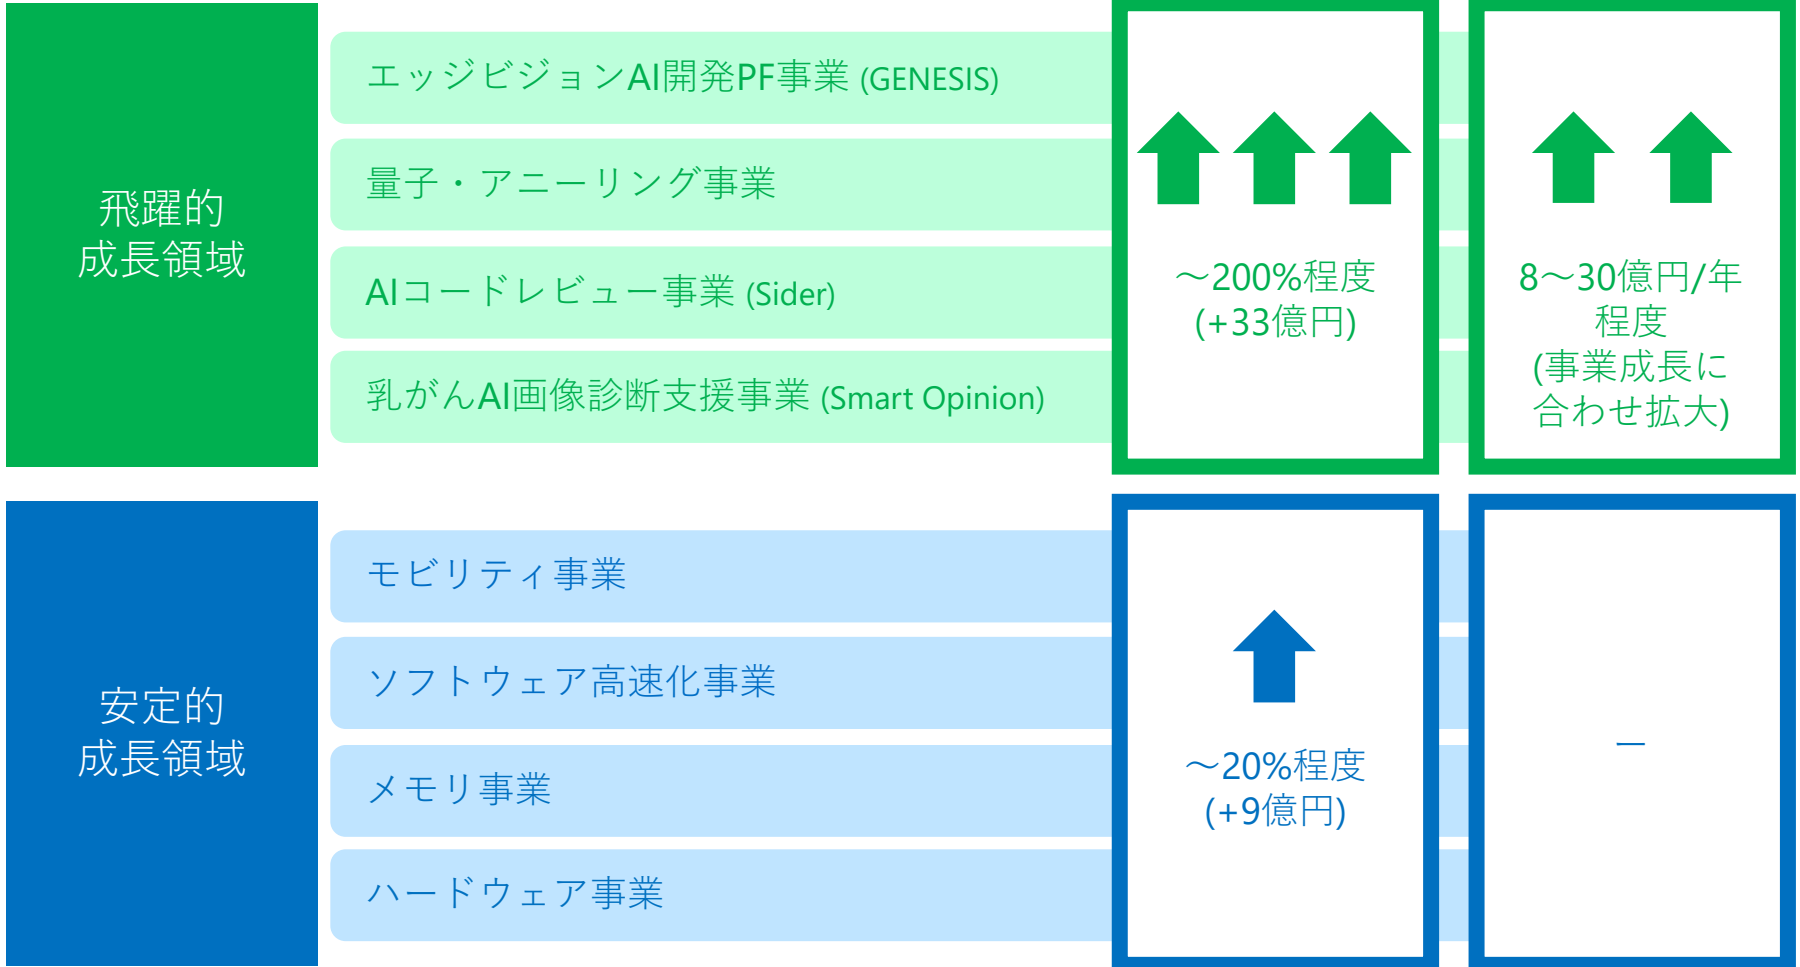 飛躍的
成長領域
エッジビジョンAI開発PF事業 (GENESIS)
量子・アニーリング事業
AIコードレビュー事業 (Sider)
乳がんAI画像診断支援事業 (Smart Opinion)
～200%程度
(+33億円)
8～30億円/年
程度
(事業成長に
合わせ拡大)
安定的
成長領域
モビリティ事業
ソフトウェア高速化事業
メモリ事業
ハードウェア事業
～20%程度
(+9億円)
―